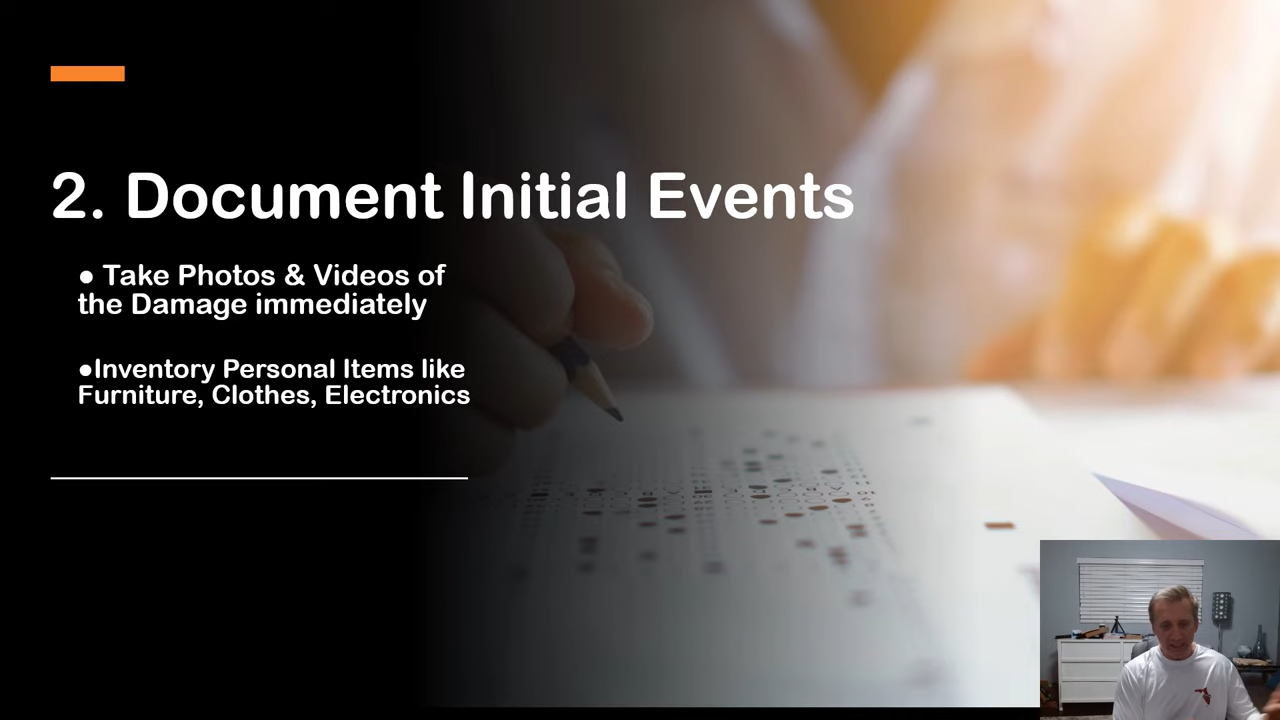 2. Document Initial Events
● Take Photos & Videos of
the Damage immediately
●Inventory Personal Items like
Furniture, Clothes, Electronics